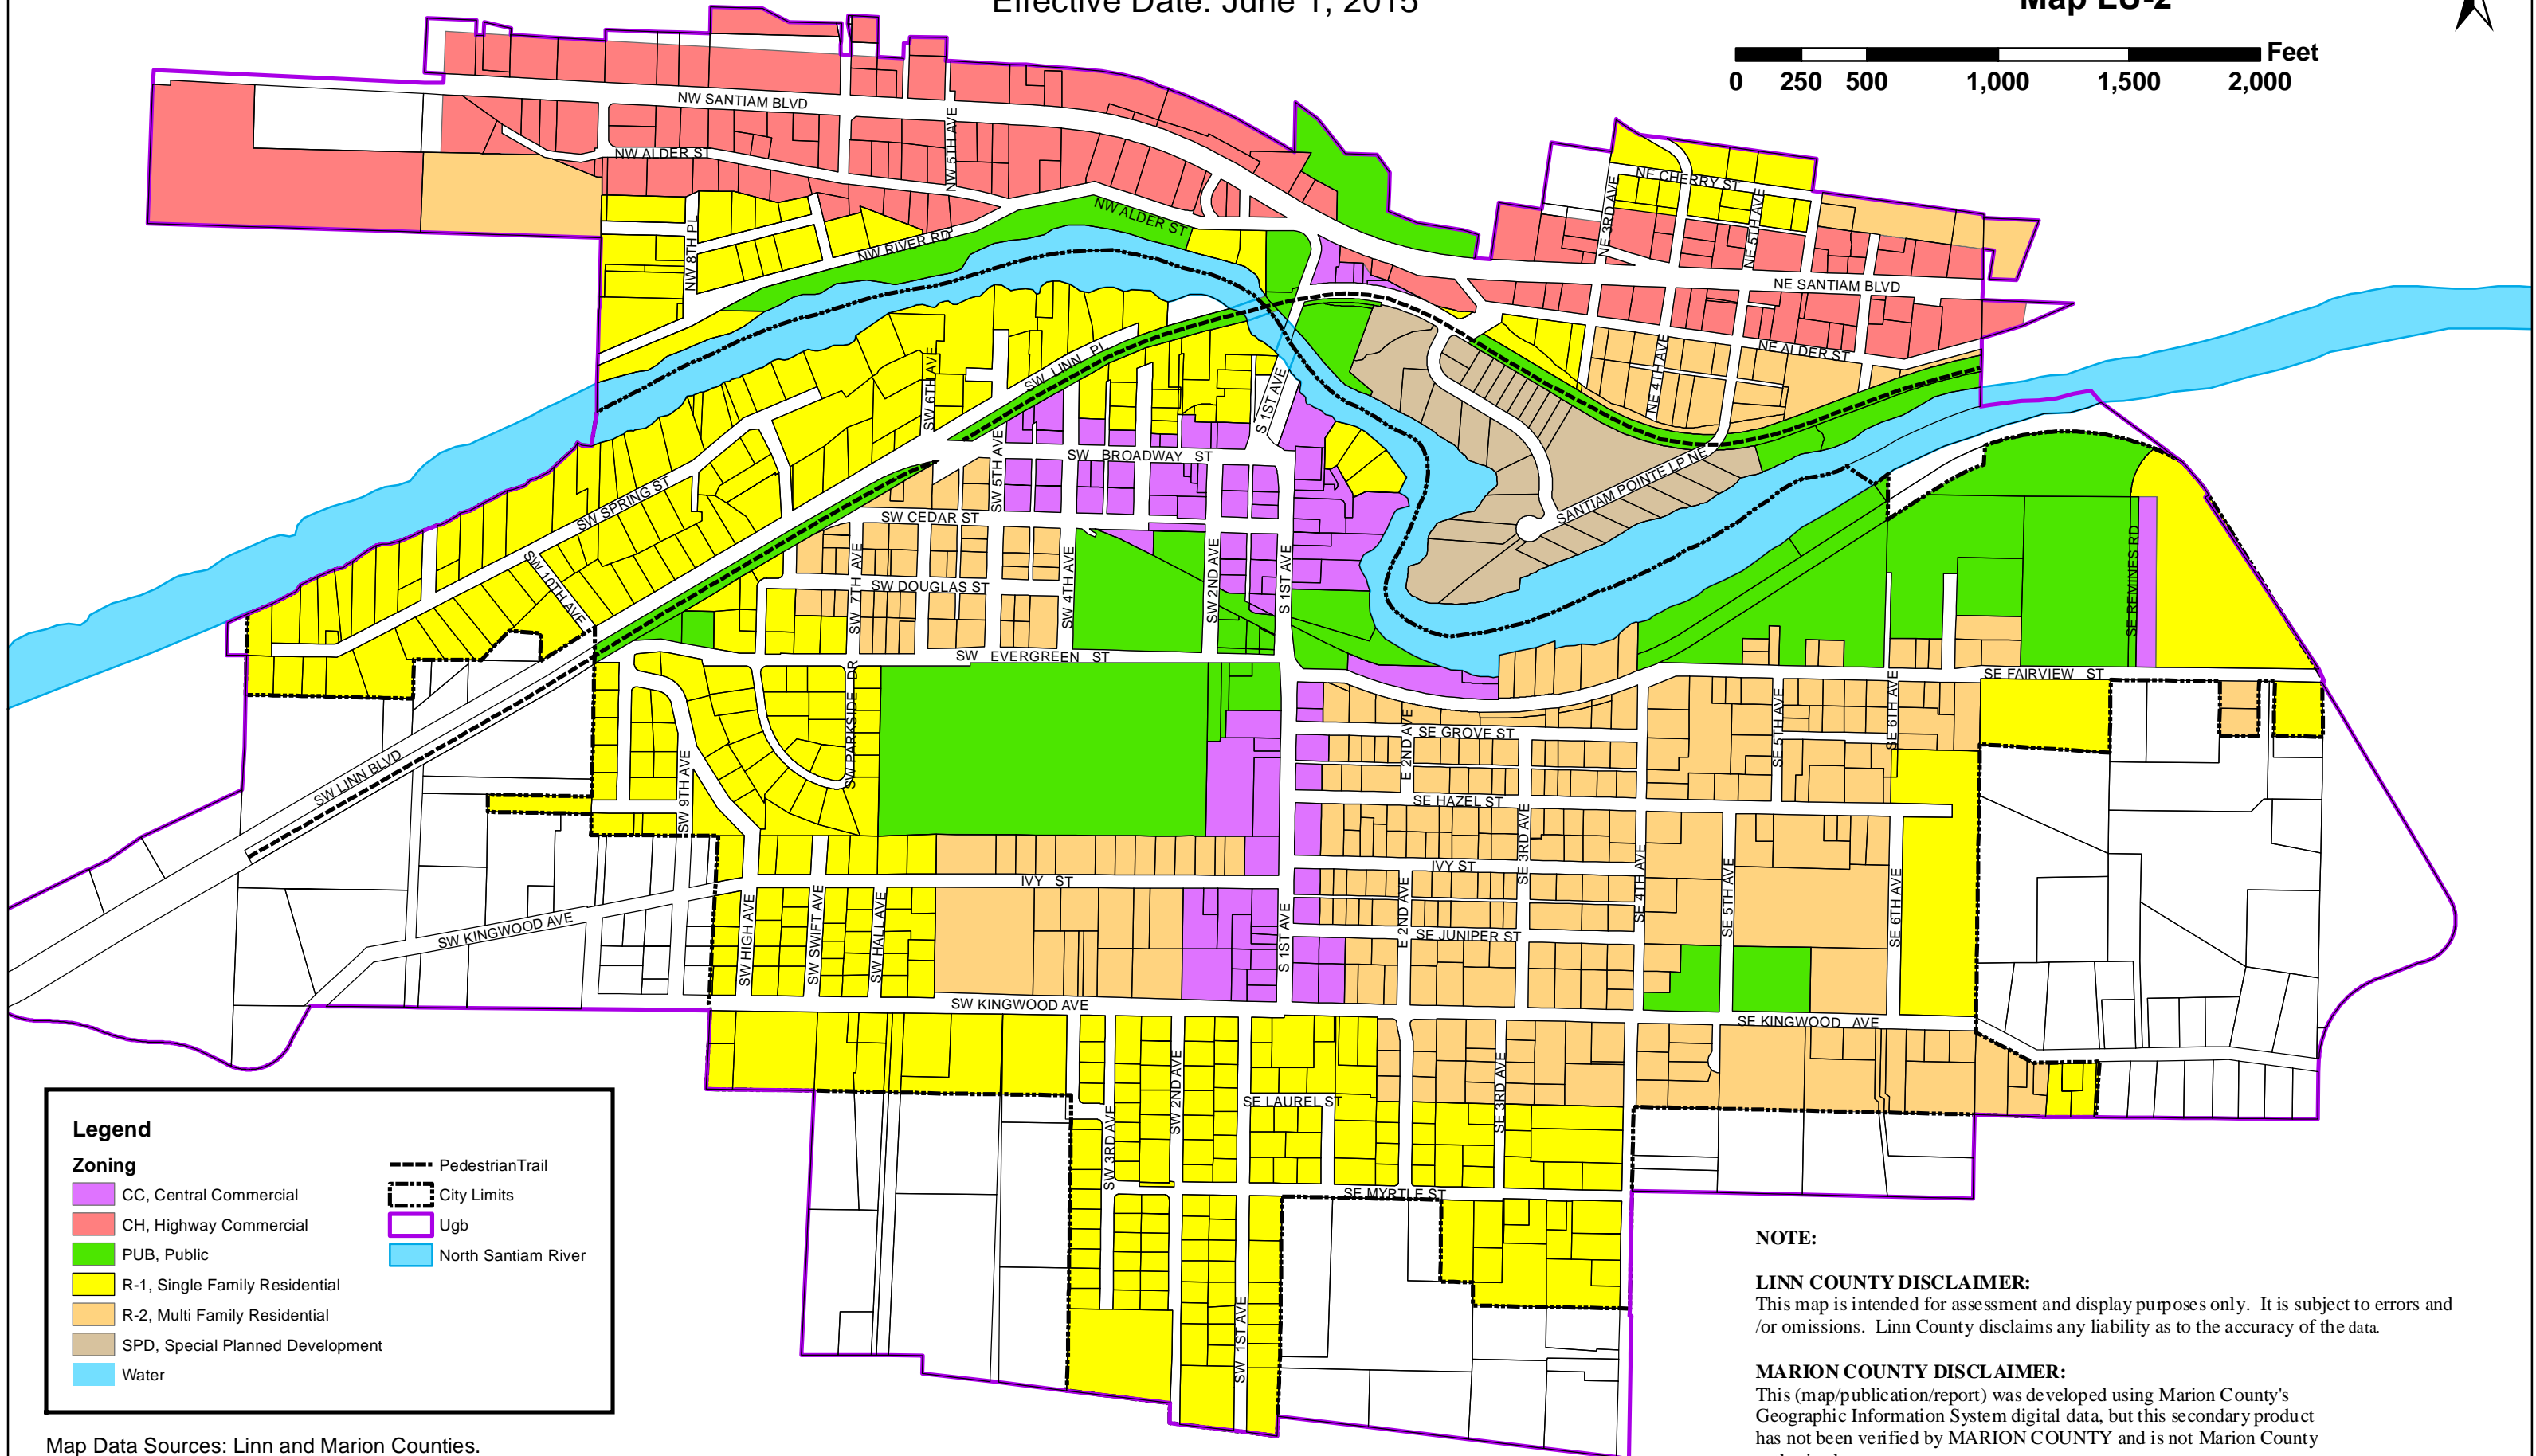 Effective Date: June 1, 2015
Map LU-2
Feet
0 250 500 1,000 1,500 2,000
NW SANTIAM BLVD
NW 5TH AVE
NW ALDER ST
NW ALDER ST
NW RIVER RD
NW 8TH PL
NE CHERRY ST
NE 3RD AVE
NE 5TH AVE
NE SANTIAM BLVD
NE ALDER ST
NE 4TH AVE
SW LINN PL
SW 6TH AVE
S 1ST AVE
SW BROADWAY ST
SW 5TH AVE
SANTIAM POINTE LP NE
SW SPRING ST
SW CEDAR ST
SW 10TH AVE
SW 7TH AVE
SW DOUGLAS ST
SW 4TH AVE
SW 2ND AVE
S 1ST AVE
SE REMINES RD
SW EVERGREEN ST
SE FAIRVIEW ST
SW PARKSIDE DR
SE GROVE ST
E 2ND AVE
SE 5TH AVE
SE 6TH AVE
SW LINN BLVD
SW 9TH AVE
SE HAZEL ST
SE 3RD AVE
IVY ST
IVY ST
SE 4TH AVE
SE 5TH AVE
SE 6TH AVE
SW KINGWOOD AVE
SW HIGH AVE
SW SWIFT AVE
SW HALL AVE
S 1ST AVE
E 2ND AVE
SE JUNIPER ST
SW KINGWOOD AVE
SE KINGWOOD AVE
SW 2ND AVE
SE LAUREL ST
SE 3RD AVE
SW 3RD AVE
SE MYRTLE ST
SW 1ST AVE
Legend
Zoning
CC, Central Commercial
CH, Highway Commercial
PUB, Public
R-1, Single Family Residential
R-2, Multi Family Residential
SPD, Special Planned Development
Water
PedestrianTrail
City Limits
Ugb
North Santiam River
Map Data Sources: Linn and Marion Counties.
NOTE:
LINN COUNTY DISCLAIMER:
This map is intended for assessment and display purposes only. It is subject to errors and
/or omissions. Linn County disclaims any liability as to the accuracy of the data.
MARION COUNTY DISCLAIMER:
This (map/publication/report) was developed using Marion County's
Geographic Information System digital data, but this secondary product
has not been verified by MARION COUNTY and is not Marion County